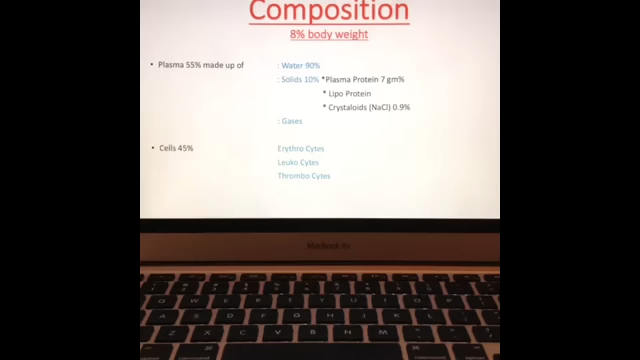 Composition
8% body weight
• Plasma 55% made up of : Water 90%
: Solids 10% *Plasma Protein 7 gm%
* Lipo Protein
* Crystaloids (NaCl) 0.9%
: Gases
• Cells 45% Erythro Cytes
Leuko Cytes
Thrombo Cytes
MacBook Air
Q W E R T Y U I O P
A S D F G H J K L
Z X C V B N M